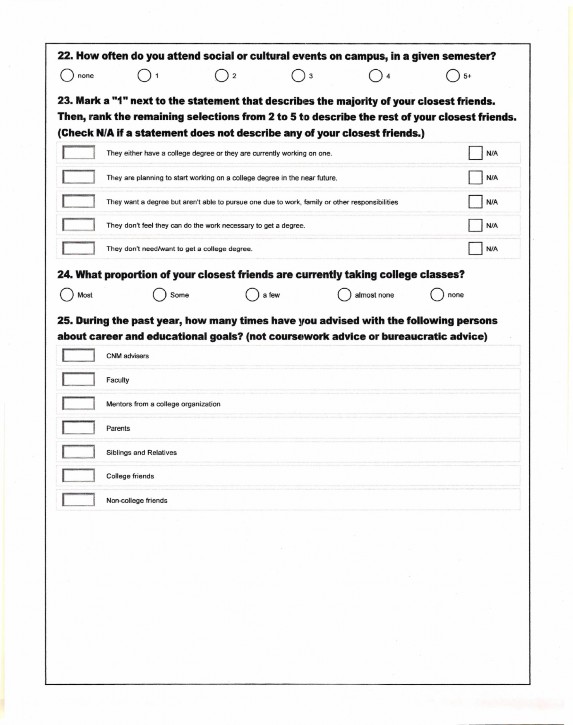 22. How often do you attend social or cultural events on campus, in a given semester?
none 1 2 3 4 5+
23. Mark a "1" next to the statement that describes the majority of your closest friends.
Then, rank the remaining selections from 2 to 5 to describe the rest of your closest friends.
(Check N/A if a statement does not describe any of your closest friends.)
They either have a college degree or they are currently working on one. N/A
They are planning to start working on a college degree in the near future. N/A
They want a degree but aren't able to pursue one due to work, family or other responsibilities N/A
They don't feel they can do the work necessary to get a degree. N/A
They don't need/want to get a college degree. N/A
24. What proportion of your closest friends are currently taking college classes?
Most Some a few almost none none
25. During the past year, how many times have you advised with the following persons
about career and educational goals? (not coursework advice or bureaucratic advice)
CNM advisers
Faculty
Mentors from a college organization
Parents
Siblings and Relatives
College friends
Non-college friends